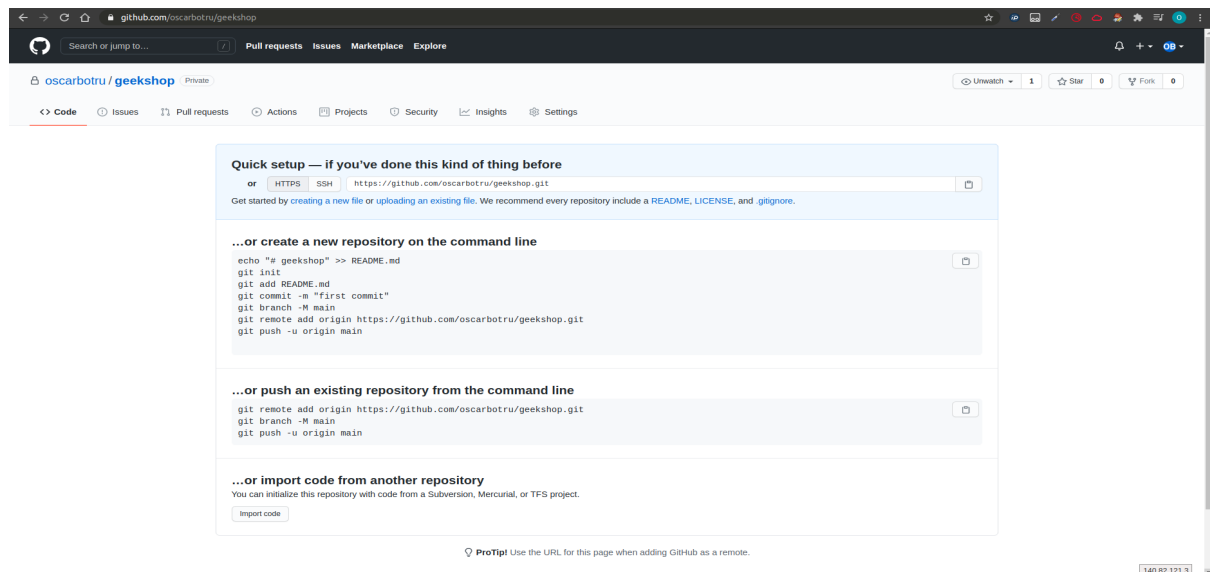 github.com/oscarbotru/geekshop
Search or jump to... / Pull requests Issues Marketplace Explore
OB
oscarbotru / geekshop Private
Unwatch 1 Star 0 Fork 0
<> Code Issues Pull requests Actions Projects Security Insights Settings
Quick setup — if you've done this kind of thing before
or HTTPS SSH https://github.com/oscarbotru/geekshop.git
Get started by creating a new file or uploading an existing file. We recommend every repository include a README, LICENSE, and .gitignore.
…or create a new repository on the command line
echo "# geekshop" >> README.md
git init
git add README.md
git commit -m "first commit"
git branch -M main
git remote add origin https://github.com/oscarbotru/geekshop.git
git push -u origin main
…or push an existing repository from the command line
git remote add origin https://github.com/oscarbotru/geekshop.git
git branch -M main
git push -u origin main
…or import code from another repository
You can initialize this repository with code from a Subversion, Mercurial, or TFS project.
Import code
ProTip! Use the URL for this page when adding GitHub as a remote.
140.82.121.3